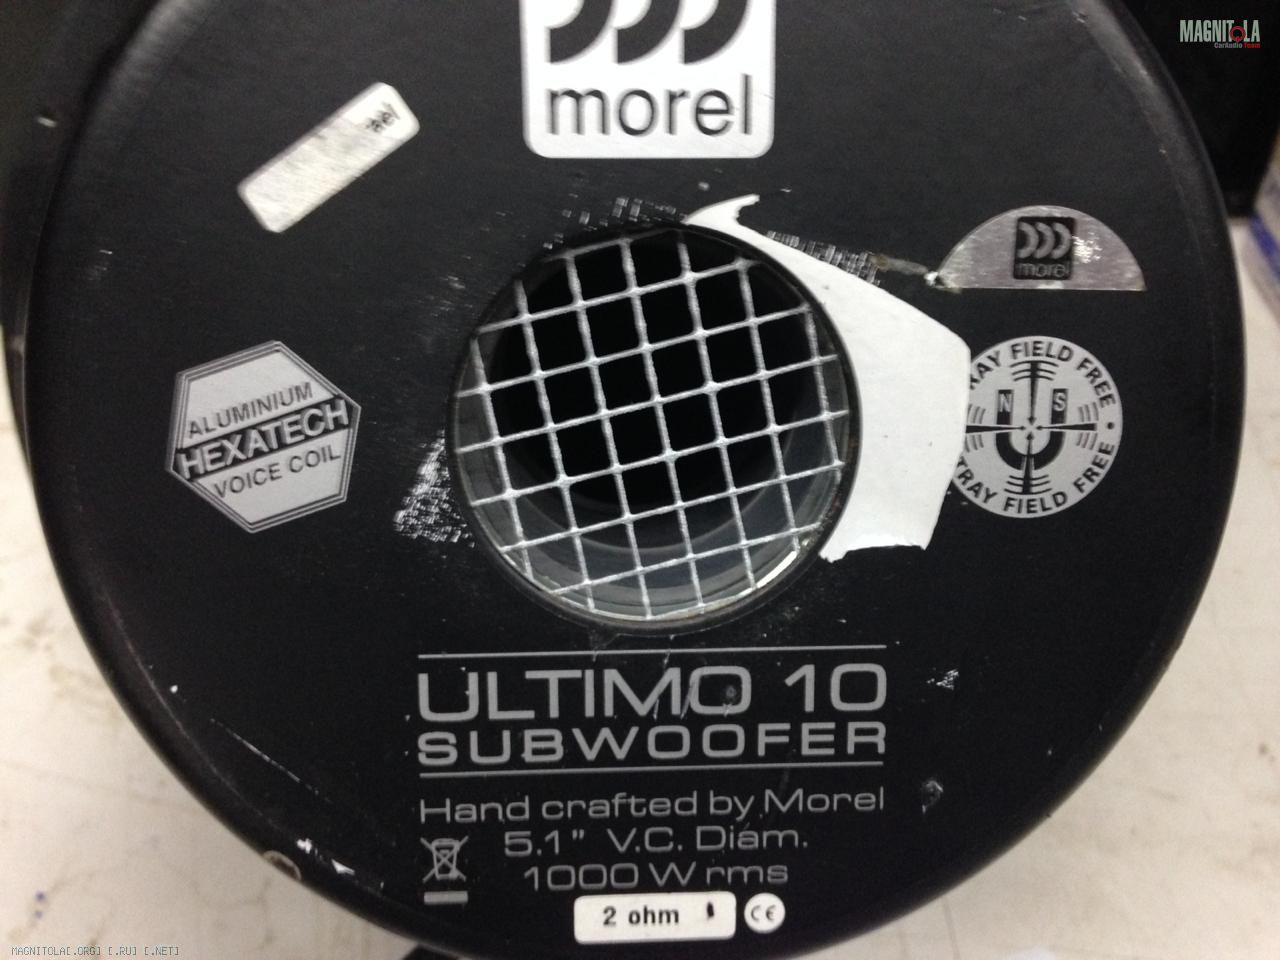 MAGNITOLA
CarAudio Team
morel
morel
ALUMINIUM
HEXATECH
VOICE COIL
FIELD FREE
N S
STRAY FIELD FREE
ULTIMO 10
SUBWOOFER
Hand crafted by Morel
5.1" V.C. Diam.
1000 W rms
2 ohm
CE
MAGNITOLA[.ORG] [.RU] [.NET]